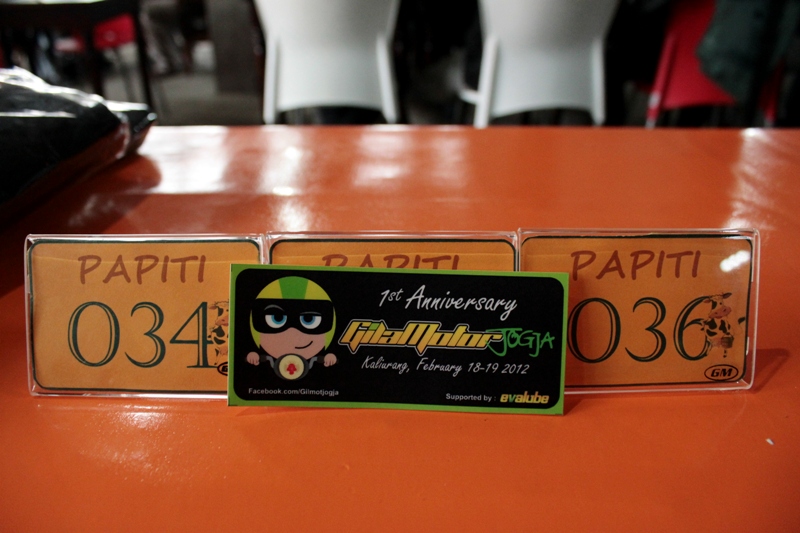 PAPITI
034
PAPITI
PAPITI
036
GM
1st Anniversary
GilaMotor JOGJA
Kaliurang, February 18-19 2012
Facebook.com/Gilmotjogja
Supported by : evalube